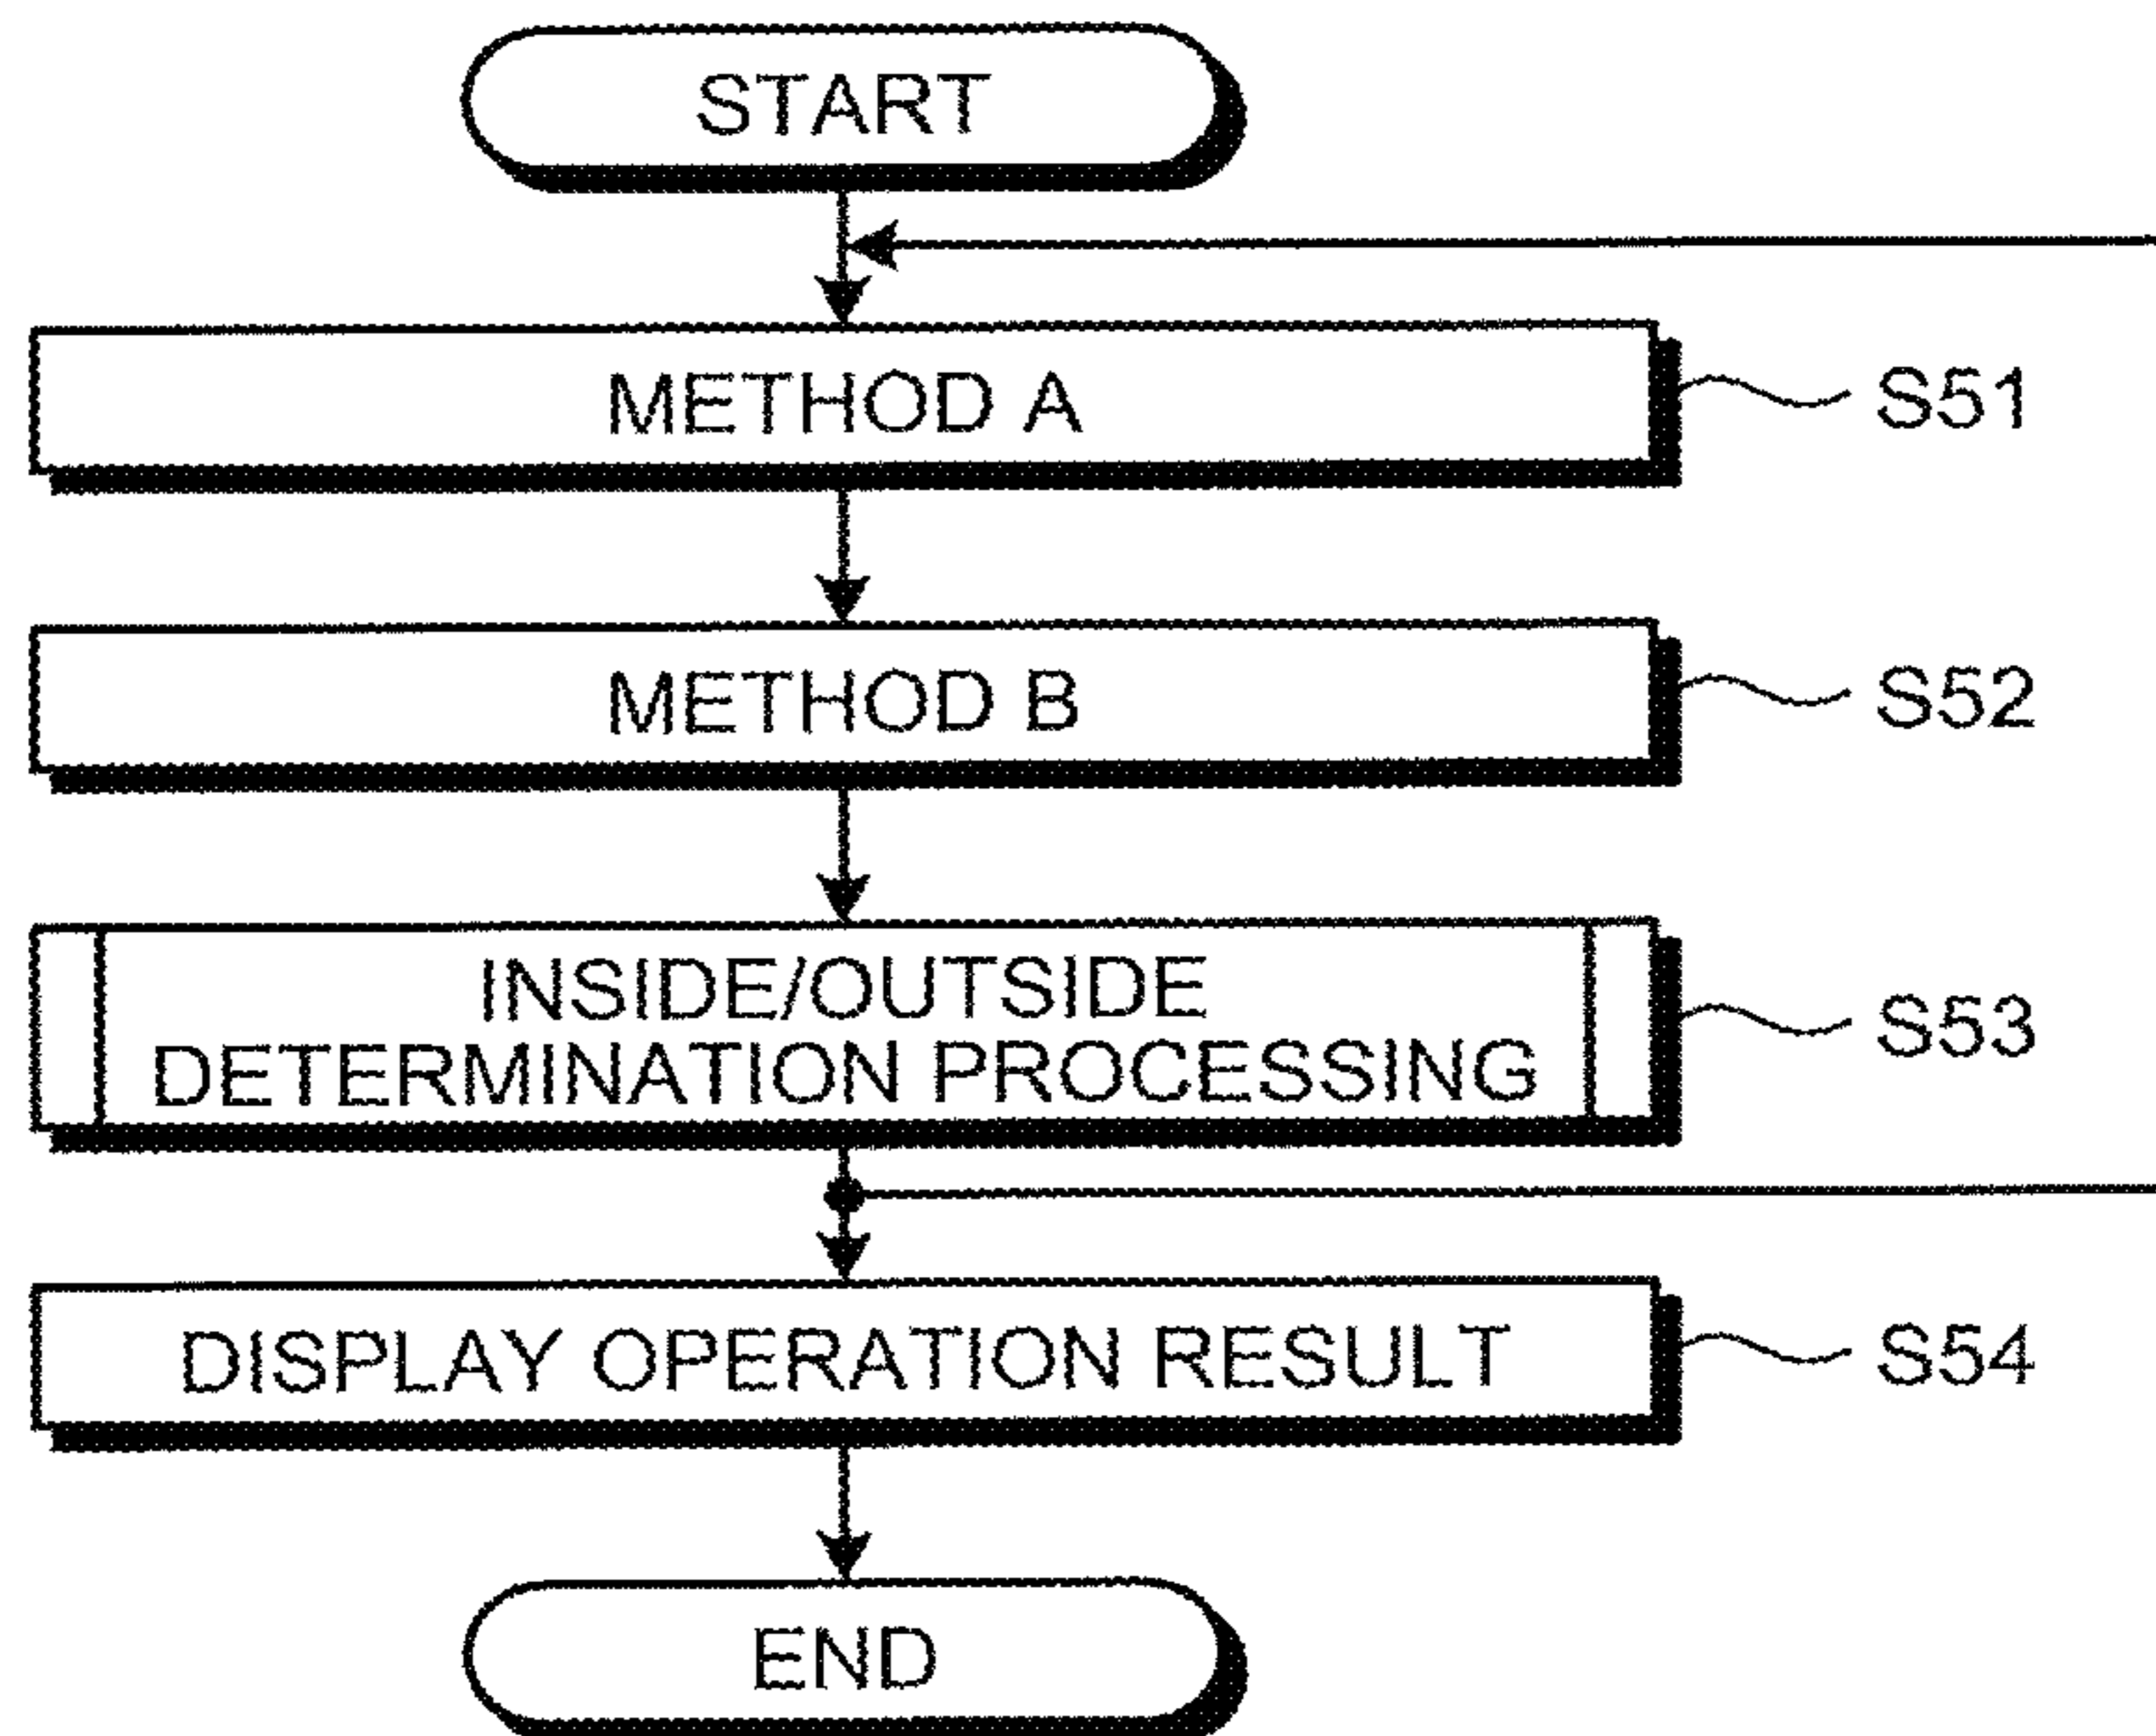 START
METHOD A
S51
METHOD B
S52
INSIDE/OUTSIDE
DETERMINATION PROCESSING
S53
DISPLAY OPERATION RESULT
S54
END